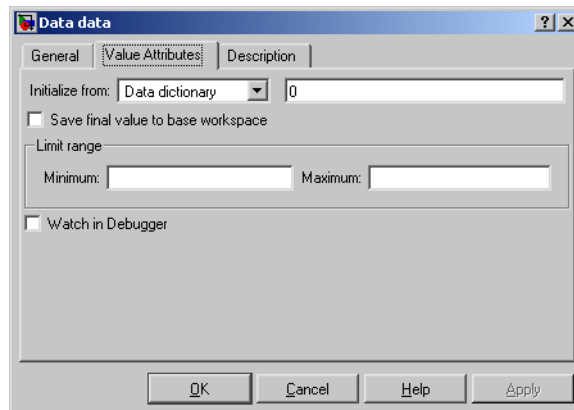 Data data
General Value Attributes Description
Initialize from: Data dictionary 0
Save final value to base workspace
Limit range
Minimum: Maximum:
Watch in Debugger
OK Cancel Help Apply